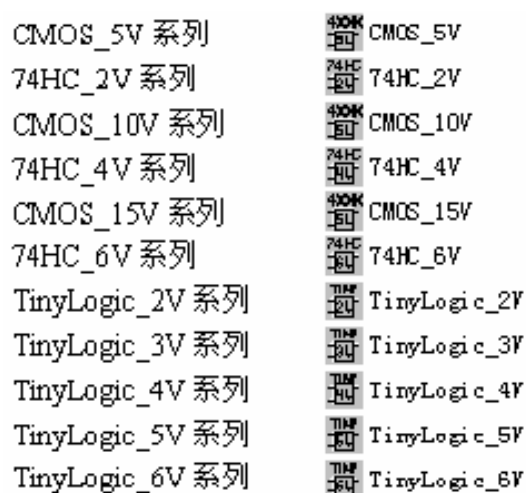 CMOS_5V 系列 CMOS_5V
74HC_2V 系列 74HC_2V
CMOS_10V 系列 CMOS_10V
74HC_4V 系列 74HC_4V
CMOS_15V 系列 CMOS_15V
74HC_6V 系列 74HC_6V
TinyLogic_2V 系列 TinyLogic_2V
TinyLogic_3V 系列 TinyLogic_3V
TinyLogic_4V 系列 TinyLogic_4V
TinyLogic_5V 系列 TinyLogic_5V
TinyLogic_6V 系列 TinyLogic_6V